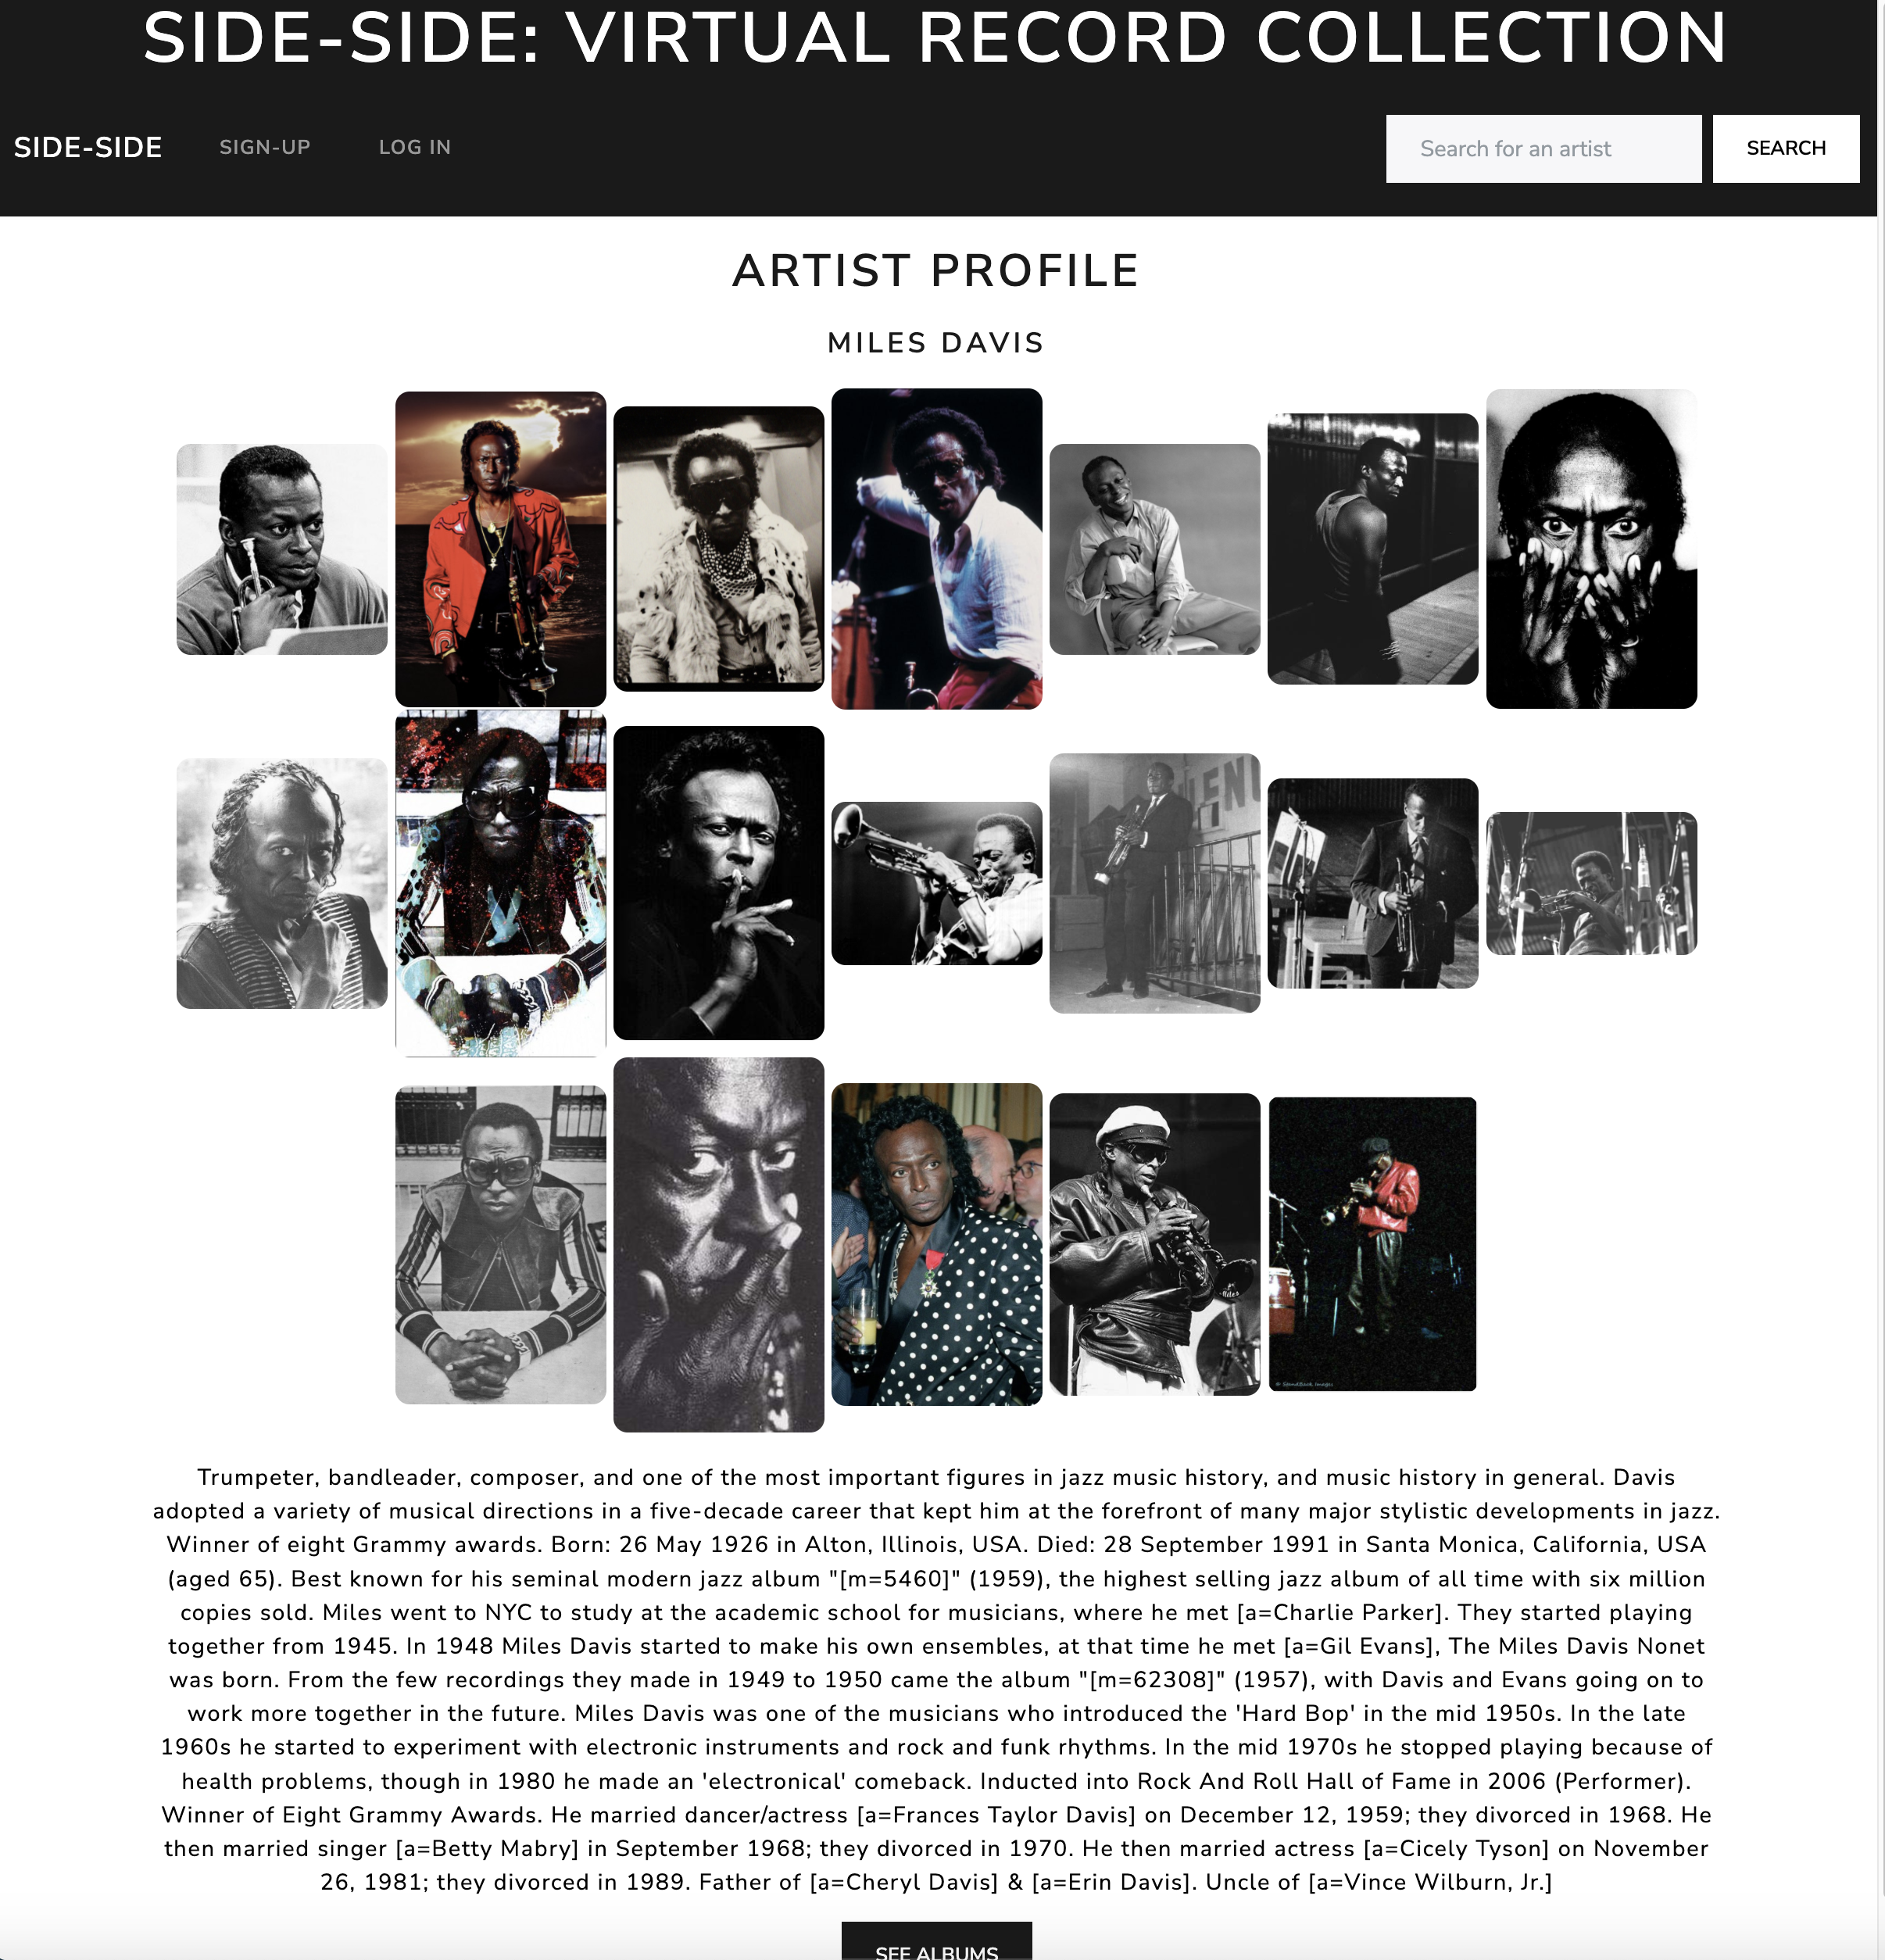 SIDE-SIDE: VIRTUAL RECORD COLLECTION
SIDE-SIDE
SIGN-UP
LOG IN
Search for an artist
SEARCH
ARTIST PROFILE
MILES DAVIS
Miles
© Soundback Images
Trumpeter, bandleader, composer, and one of the most important figures in jazz music history, and music history in general. Davis
adopted a variety of musical directions in a five-decade career that kept him at the forefront of many major stylistic developments in jazz.
Winner of eight Grammy awards. Born: 26 May 1926 in Alton, Illinois, USA. Died: 28 September 1991 in Santa Monica, California, USA
(aged 65). Best known for his seminal modern jazz album "[m=5460]" (1959), the highest selling jazz album of all time with six million
copies sold. Miles went to NYC to study at the academic school for musicians, where he met [a=Charlie Parker]. They started playing
together from 1945. In 1948 Miles Davis started to make his own ensembles, at that time he met [a=Gil Evans], The Miles Davis Nonet
was born. From the few recordings they made in 1949 to 1950 came the album "[m=62308]" (1957), with Davis and Evans going on to
work more together in the future. Miles Davis was one of the musicians who introduced the 'Hard Bop' in the mid 1950s. In the late
1960s he started to experiment with electronic instruments and rock and funk rhythms. In the mid 1970s he stopped playing because of
health problems, though in 1980 he made an 'electronical' comeback. Inducted into Rock And Roll Hall of Fame in 2006 (Performer).
Winner of Eight Grammy Awards. He married dancer/actress [a=Frances Taylor Davis] on December 12, 1959; they divorced in 1968. He
then married singer [a=Betty Mabry] in September 1968; they divorced in 1970. He then married actress [a=Cicely Tyson] on November
26, 1981; they divorced in 1989. Father of [a=Cheryl Davis] & [a=Erin Davis]. Uncle of [a=Vince Wilburn, Jr.]
SEE ALBUMS